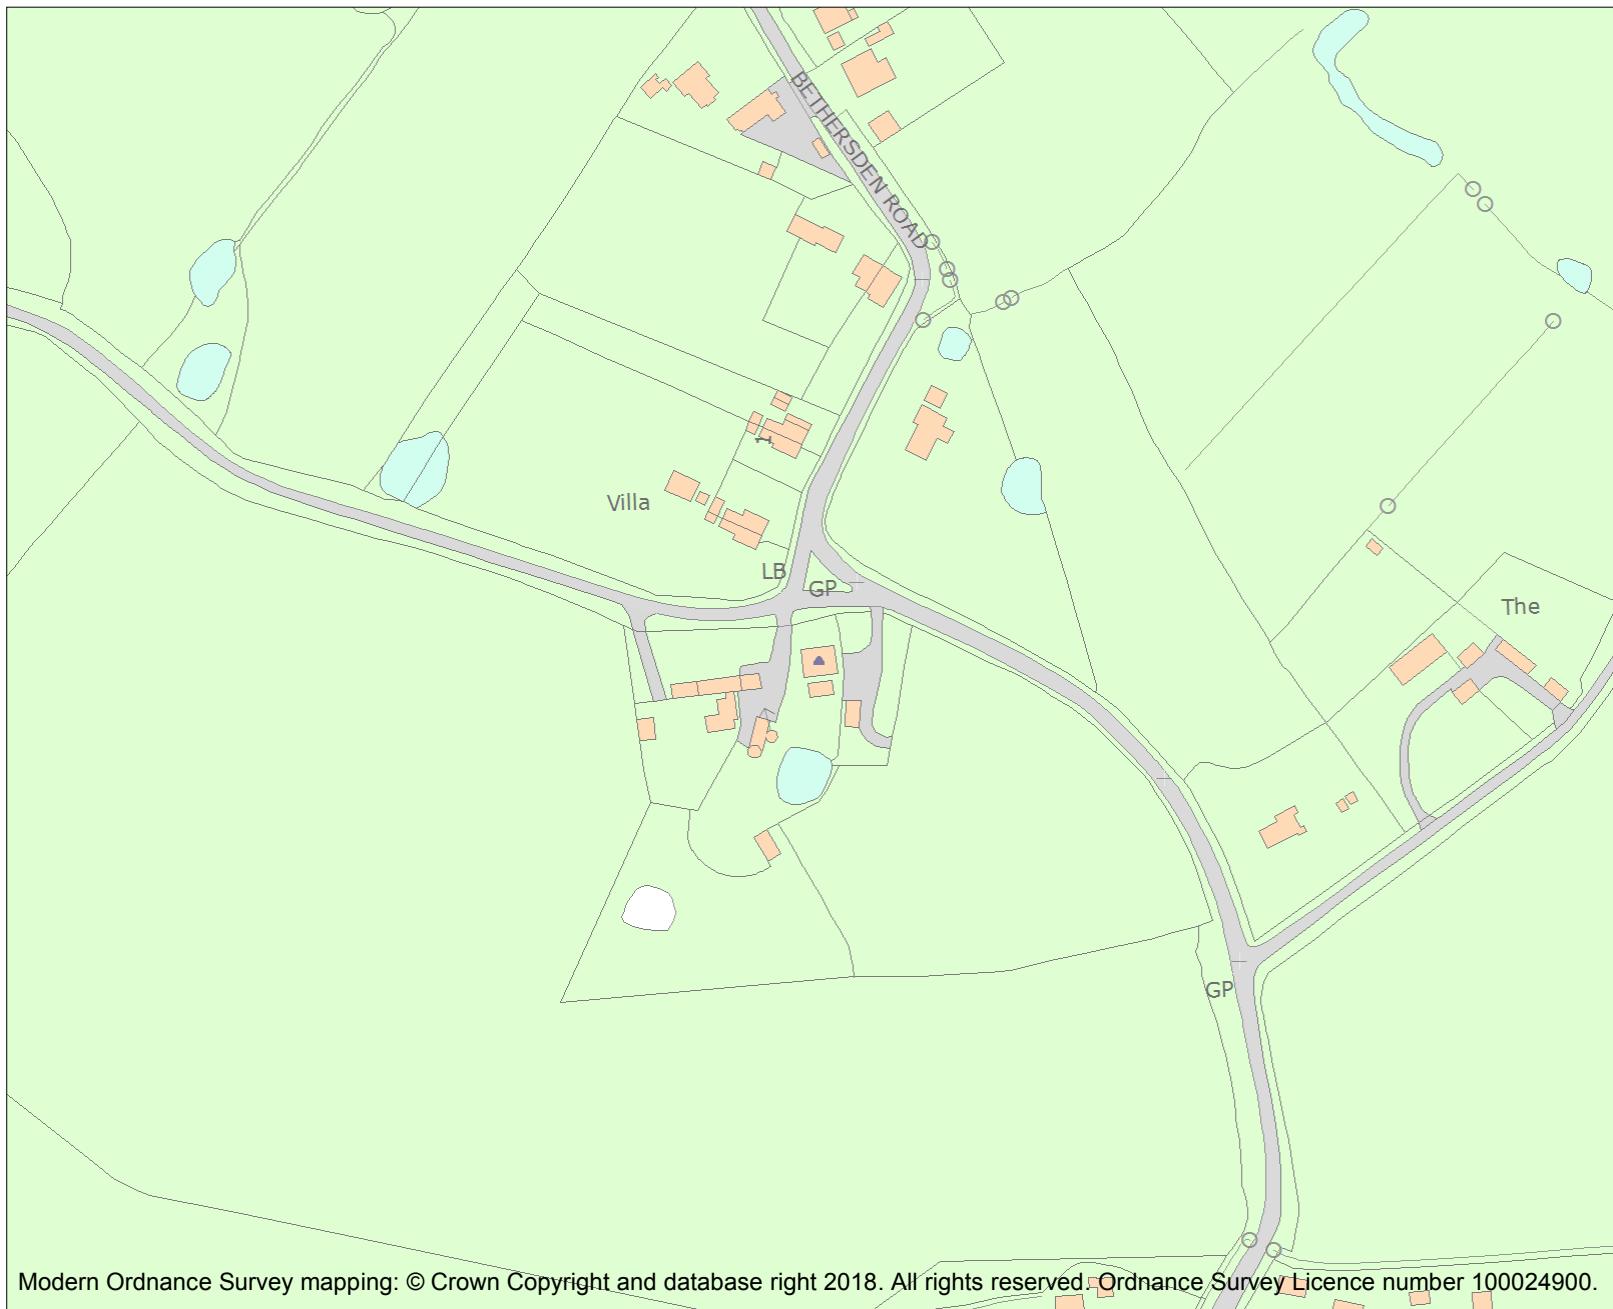 BETHERSDEN ROAD
1
Villa
LB
GP
The
GP
Modern Ordnance Survey mapping: © Crown Copyright and database right 2018. All rights reserved. Ordnance Survey Licence number 100024900.